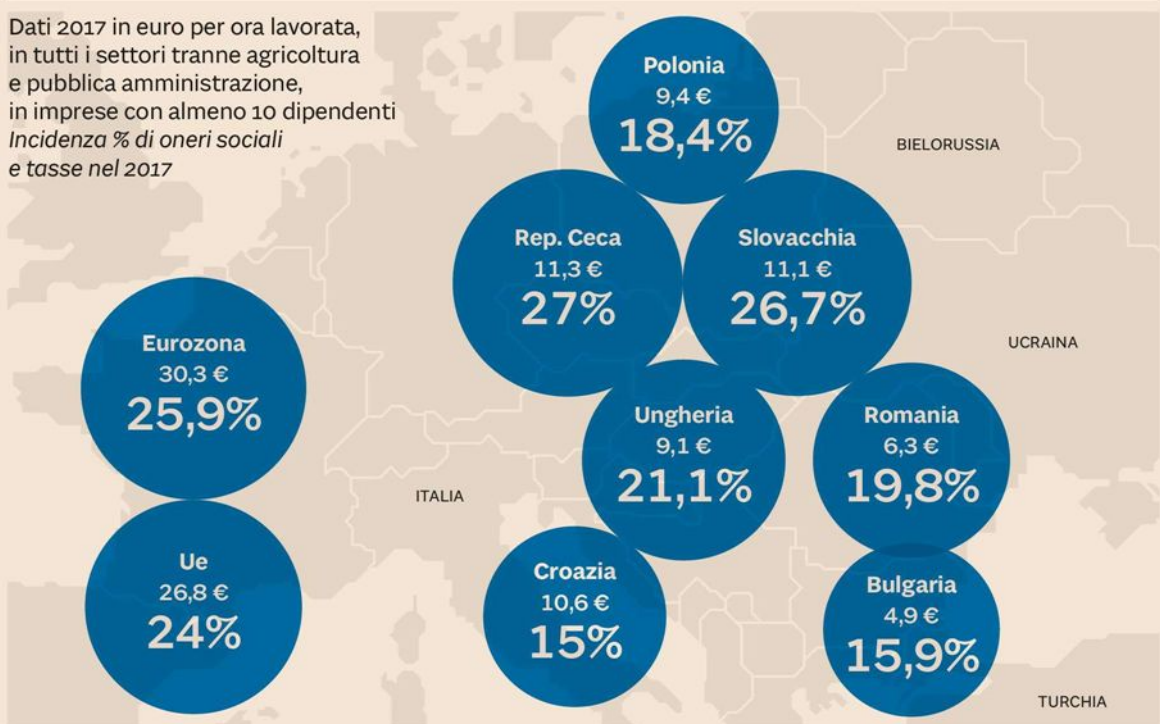 Dati 2017 in euro per ora lavorata,
in tutti i settori tranne agricoltura
e pubblica amministrazione,
in imprese con almeno 10 dipendenti
Incidenza % di oneri sociali
e tasse nel 2017
Polonia
9,4 €
18,4%
BIELORUSSIA
Rep. Ceca
11,3 €
27%
Slovacchia
11,1 €
26,7%
UCRAINA
Eurozona
30,3 €
25,9%
Ungheria
9,1 €
21,1%
Romania
6,3 €
19,8%
ITALIA
Ue
26,8 €
24%
Croazia
10,6 €
15%
Bulgaria
4,9 €
15,9%
TURCHIA